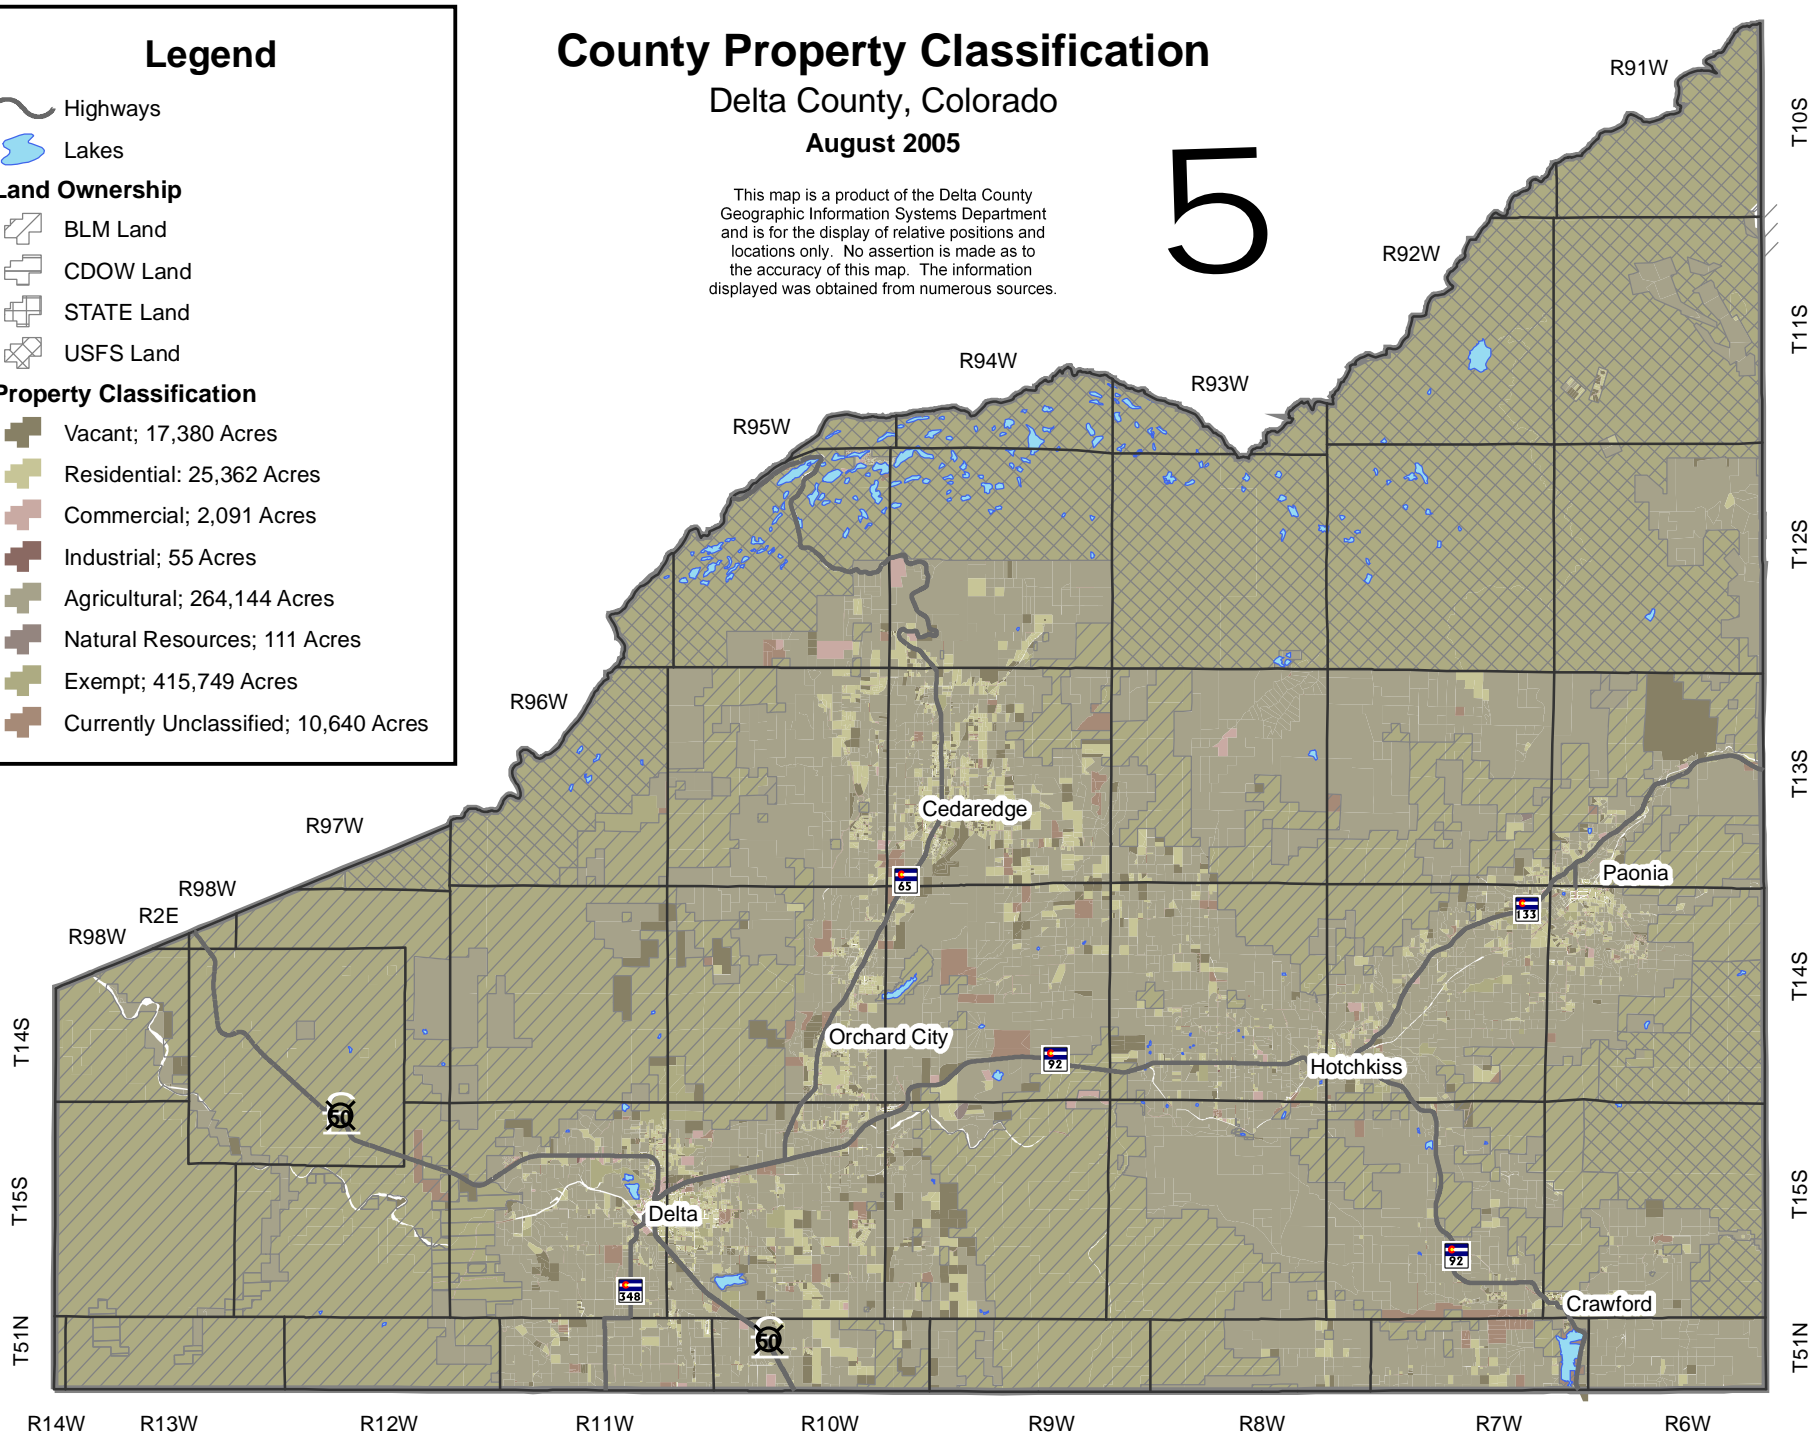 Legend
Highways
Lakes
Land Ownership
BLM Land
CDOW Land
STATE Land
USFS Land
Property Classification
Vacant; 17,380 Acres
Residential: 25,362 Acres
Commercial; 2,091 Acres
Industrial; 55 Acres
Agricultural; 264,144 Acres
Natural Resources; 111 Acres
Exempt; 415,749 Acres
Currently Unclassified; 10,640 Acres
County Property Classification
Delta County, Colorado
August 2005
This map is a product of the Delta County
Geographic Information Systems Department
and is for the display of relative positions and
locations only. No assertion is made as to
the accuracy of this map. The information
displayed was obtained from numerous sources.
5
R91W
R92W
R93W
R94W
R95W
R96W
R97W
R98W
R2E
R98W
T10S
T11S
T12S
T13S
T14S
T15S
T51N
T14S
T15S
T51N
Cedaredge
65
Paonia
133
Orchard City
92
Hotchkiss
50
Delta
348
92
Crawford
50
R14W
R13W
R12W
R11W
R10W
R9W
R8W
R7W
R6W